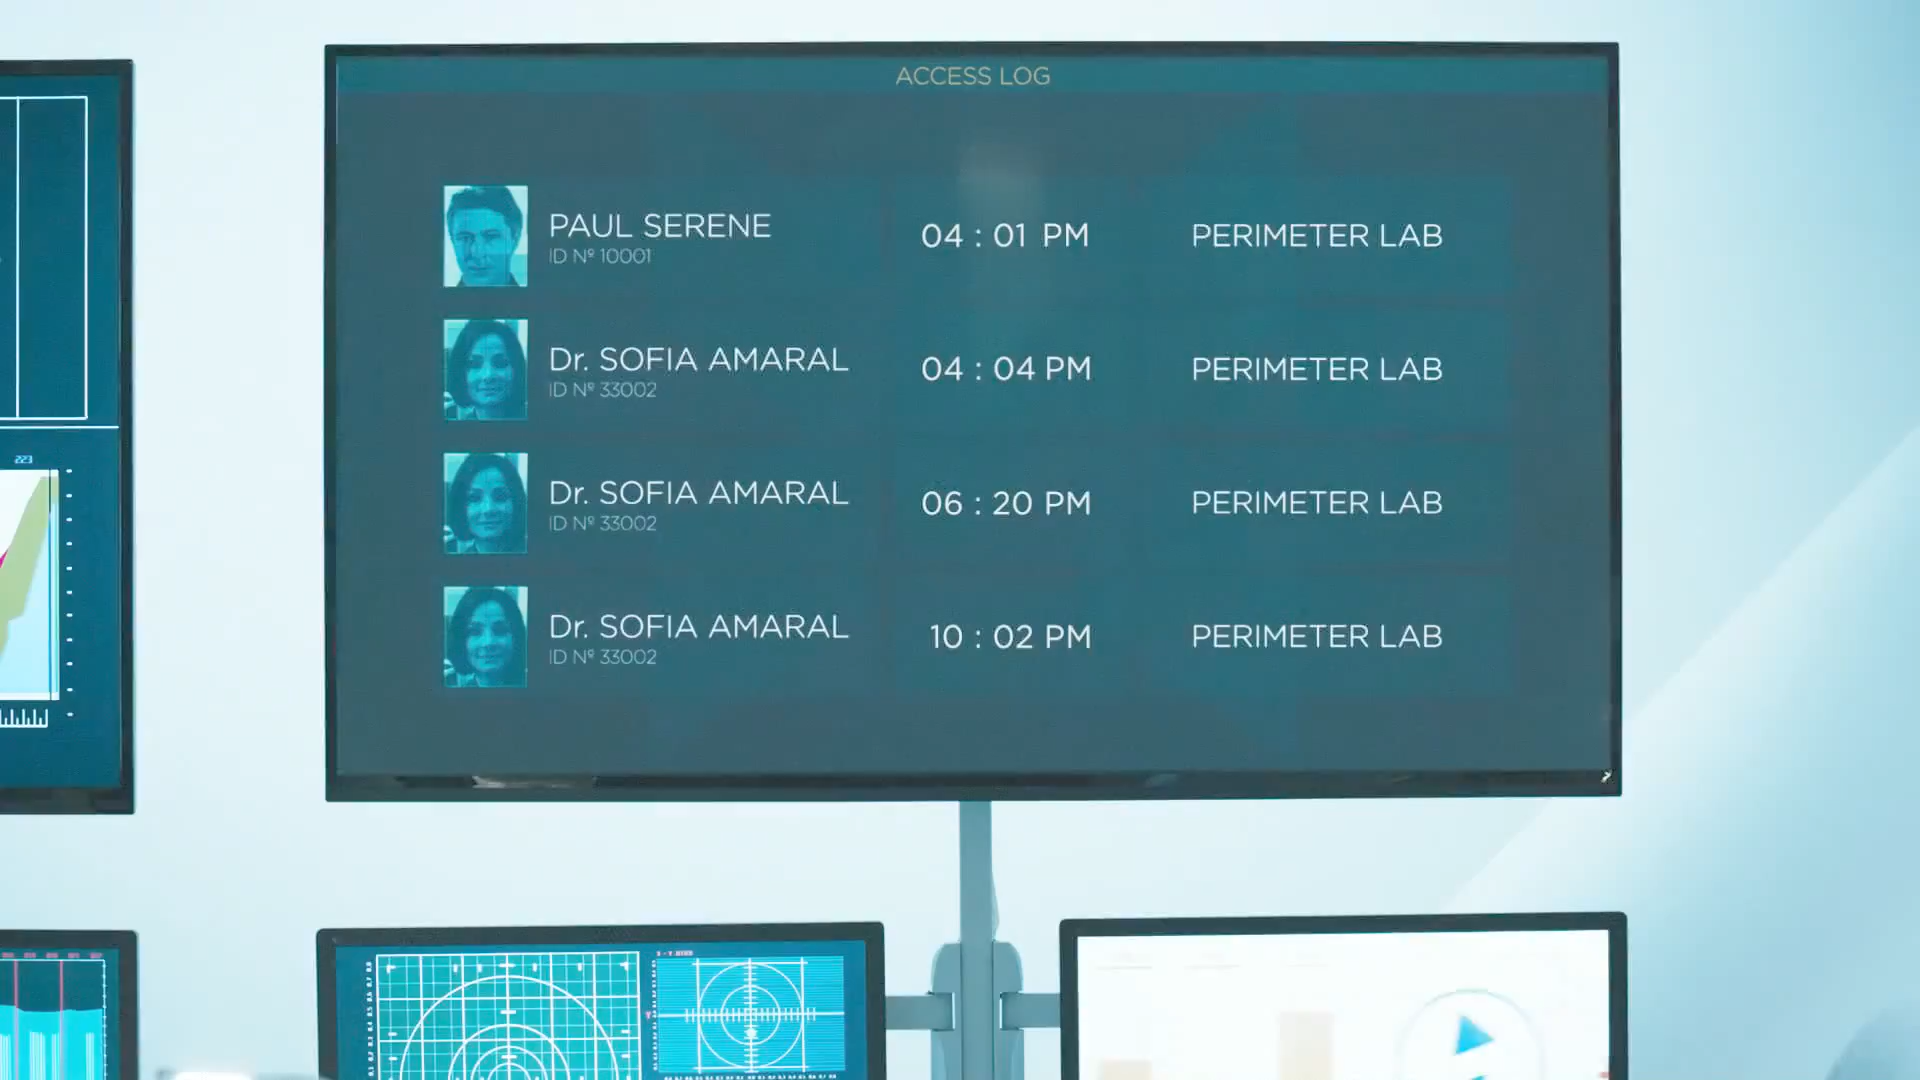 ACCESS LOG
PAUL SERENE
ID Nº 10001
04 : 01 PM
PERIMETER LAB
Dr. SOFIA AMARAL
ID Nº 33002
04 : 04 PM
PERIMETER LAB
Dr. SOFIA AMARAL
ID Nº 33002
06 : 20 PM
PERIMETER LAB
Dr. SOFIA AMARAL
ID Nº 33002
10 : 02 PM
PERIMETER LAB
223